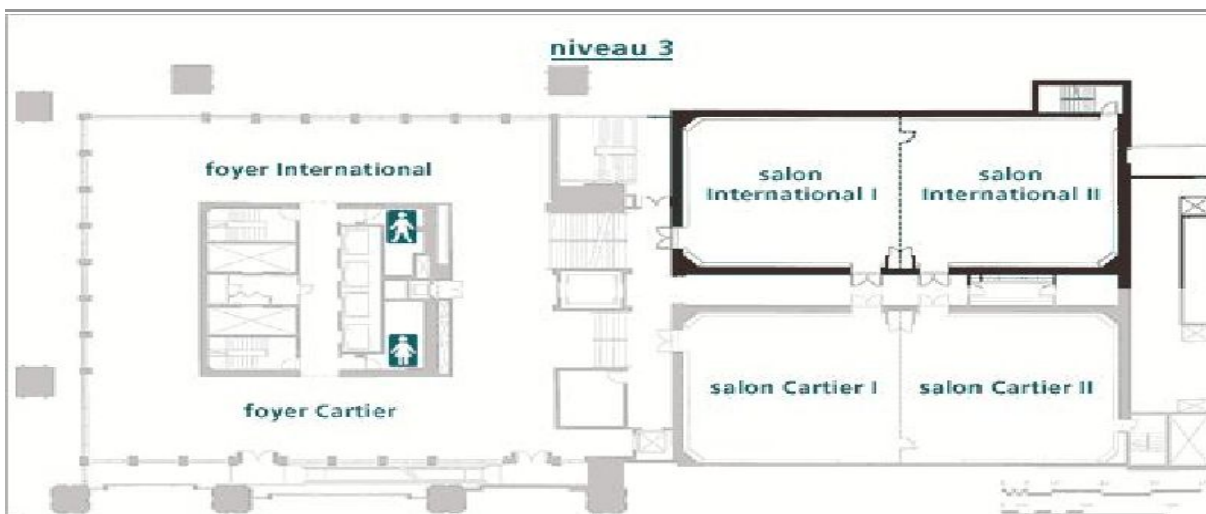 niveau 3
foyer International
salon
International I
salon
International II
foyer Cartier
salon Cartier I
salon Cartier II